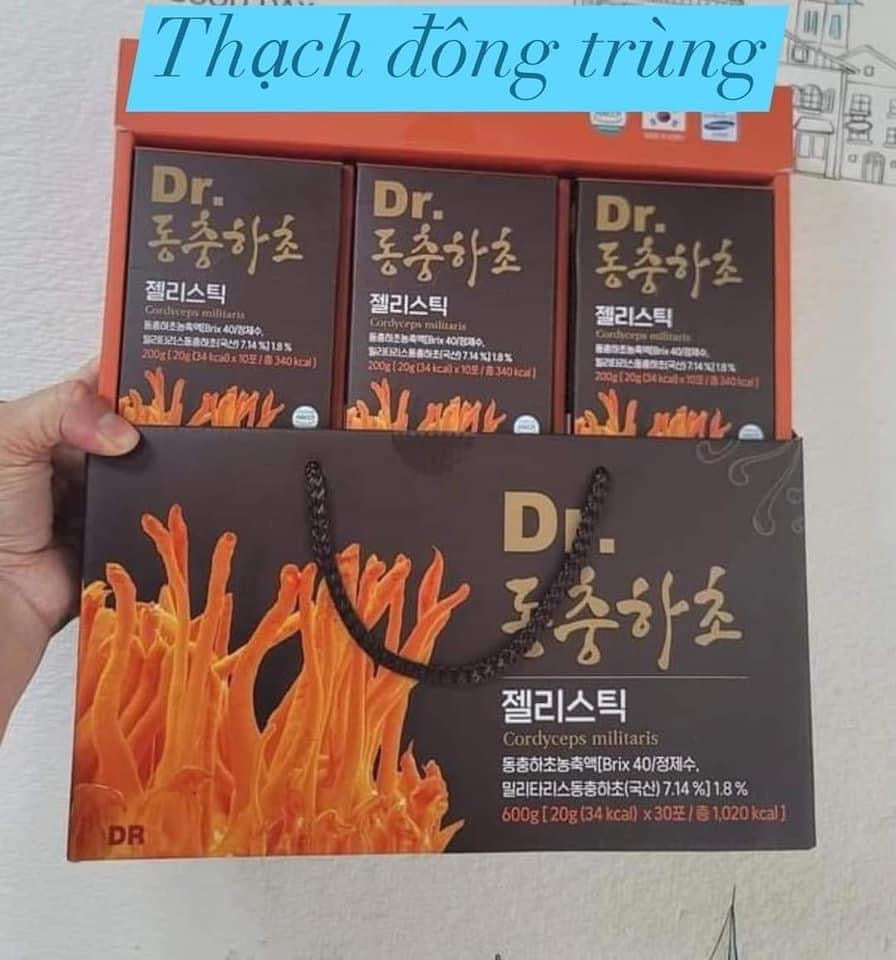 Thạch đông trùng
Dr.
동충하초
젤리스틱
Cordyceps militaris
동충하초농축액[Brix 40/정제수,
밀리타리스동충하초(국산) 7.14 %] 1.8 %
200g [ 20g (34 kcal) x 10포 / 총 340 kcal ]
Dr.
동충하초
젤리스틱
Cordyceps militaris
동충하초농축액[Brix 40/정제수,
밀리타리스동충하초(국산) 7.14 %] 1.8 %
200g [ 20g (34 kcal) x 10포 / 총 340 kcal ]
Dr.
동충하초
젤리스틱
Cordyceps militaris
동충하초농축액[Brix 40/정제수,
밀리타리스동충하초(국산) 7.14 %] 1.8 %
200g [ 20g (34 kcal) x 10포 / 총 340 kcal ]
Dr.
동충하초
젤리스틱
Cordyceps militaris
동충하초농축액[Brix 40/정제수,
밀리타리스동충하초(국산) 7.14 %] 1.8 %
600g [ 20g (34 kcal) x 30포 / 총 1,020 kcal ]
DR